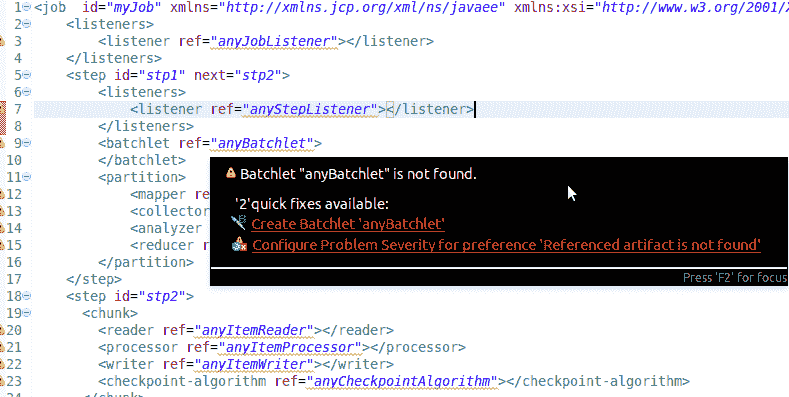 1 <job id="myJob" xmlns="http://xmlns.jcp.org/xml/ns/javaee" xmlns:xsi="http://www.w3.org/2001/
2 <listeners>
3 <listener ref="anyJobListener"></listener>
4 </listeners>
5 <step id="stp1" next="stp2">
6 <listeners>
7 <listener ref="anyStepListener"></listener>
8 </listeners>
9 <batchlet ref="anyBatchlet">
10 </batchlet>
11 <partition>
12 <mapper re
13 <collector
14 <analyzer
15 <reducer r
16 </partition>
17 </step>
18 <step id="stp2">
19 <chunk>
20 <reader ref="anyItemReader"></reader>
21 <processor ref="anyItemProcessor"></processor>
22 <writer ref="anyItemWriter"></writer>
23 <checkpoint-algorithm ref="anyCheckpointAlgorithm"></checkpoint-algorithm>
24 </chunk>
Batchlet "anyBatchlet" is not found.
'2'quick fixes available:
Create Batchlet 'anyBatchlet'
Configure Problem Severity for preference 'Referenced artifact is not found'
Press 'F2' for focus